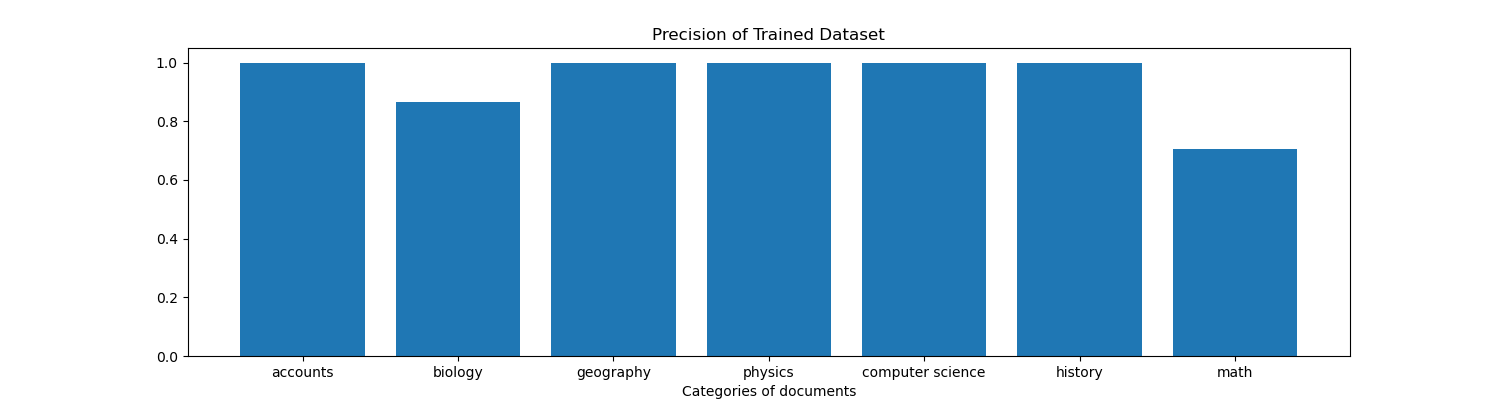 Precision of Trained Dataset
1.0
0.8
0.6
0.4
0.2
0.0
accounts biology geography physics computer science history math
Categories of documents